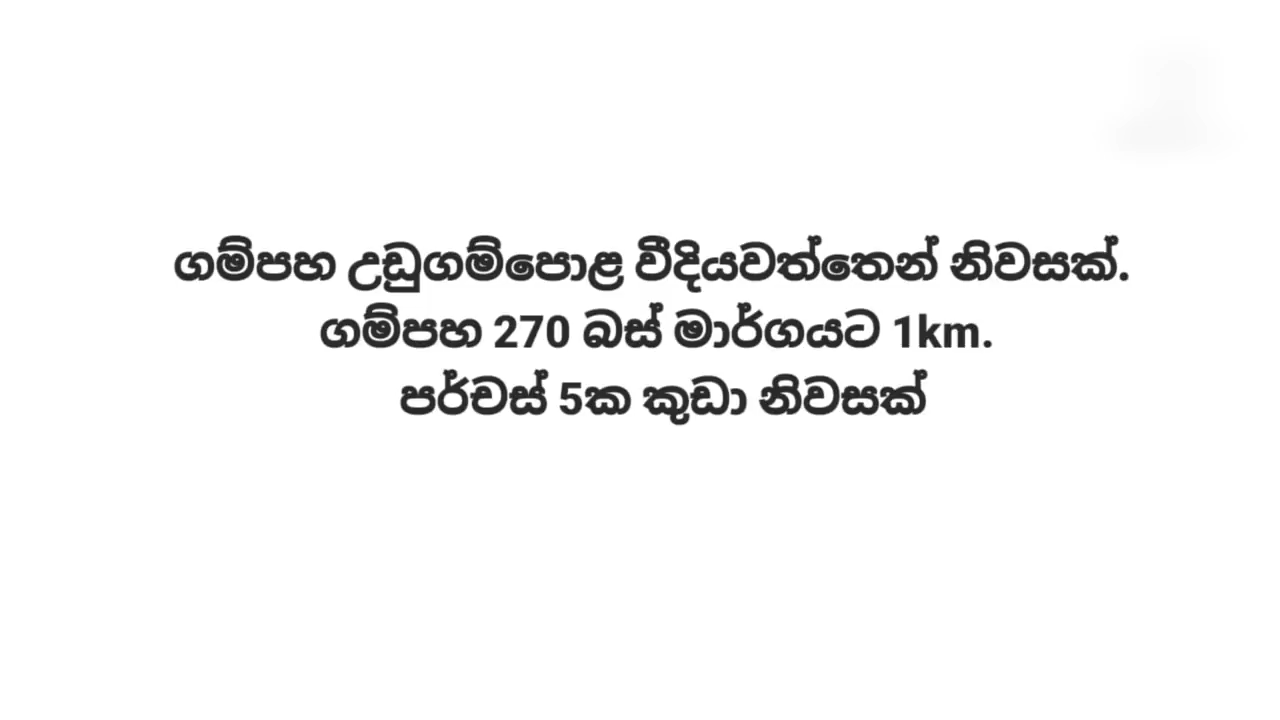 ගම්පහ උඩුගම්පොළ වීදියවත්තෙන් නිවසක්.
ගම්පහ 270 බස් මාර්ගයට 1km.
පර්චස් 5ක කුඩා නිවසක්